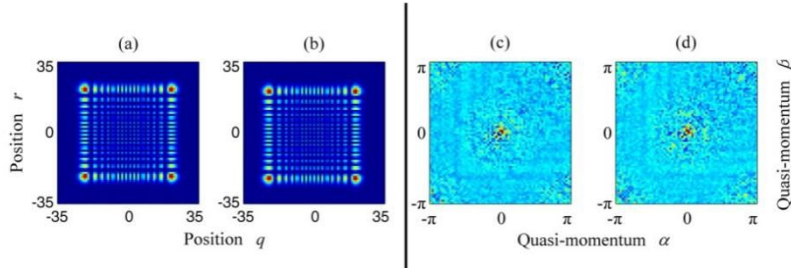 (a) (b) (c) (d)
35 35 π π
Position r 0 0 0 0 Quasi-momentum β
-35 -35 -π -π
-35 0 35 -35 0 35 -π 0 π -π 0 π
Position q Quasi-momentum α